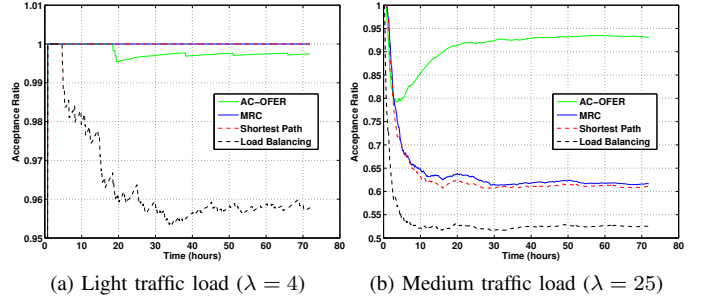 1.01
1
0.99
0.98
0.97
0.96
0.95
0 10 20 30 40 50 60 70 80
Acceptance Ratio
Time (hours)
AC-OFER
MRC
Shortest Path
Load Balancing
(a) Light traffic load (λ = 4)
1
0.95
0.9
0.85
0.8
0.75
0.7
0.65
0.6
0.55
0.5
0 10 20 30 40 50 60 70 80
Acceptance Ratio
Time (hours)
AC-OFER
MRC
Shortest Path
Load Balancing
(b) Medium traffic load (λ = 25)